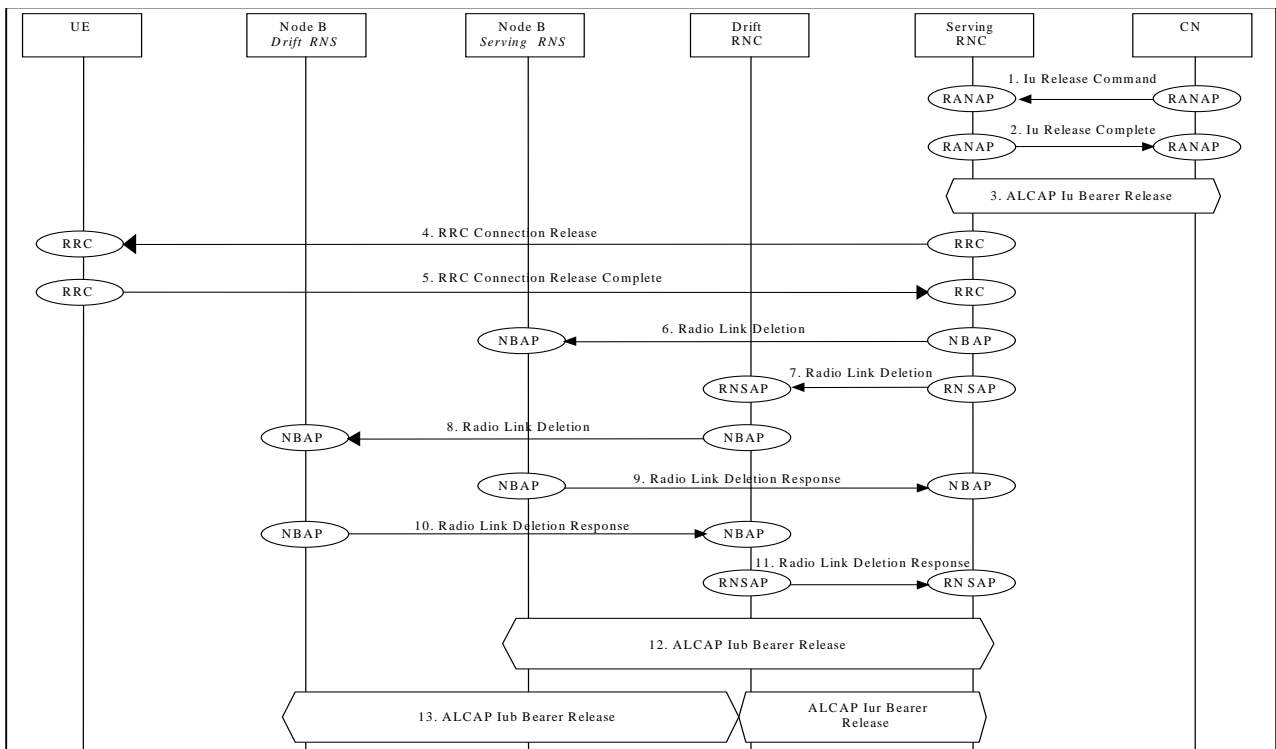 UE
Node B
Drift RNS
Node B
Serving RNS
Drift
RNC
Serving
RNC
CN
1. Iu Release Command
RANAP
RANAP
2. Iu Release Complete
RANAP
RANAP
3. ALCAP Iu Bearer Release
4. RRC Connection Release
RRC
RRC
5. RRC Connection Release Complete
RRC
RRC
6. Radio Link Deletion
NBAP
NBAP
7. Radio Link Deletion
RNSAP
RNSAP
8. Radio Link Deletion
NBAP
NBAP
9. Radio Link Deletion Response
NBAP
NBAP
10. Radio Link Deletion Response
NBAP
NBAP
11. Radio Link Deletion Response
RNSAP
RNSAP
12. ALCAP Iub Bearer Release
13. ALCAP Iub Bearer Release
ALCAP Iur Bearer
Release